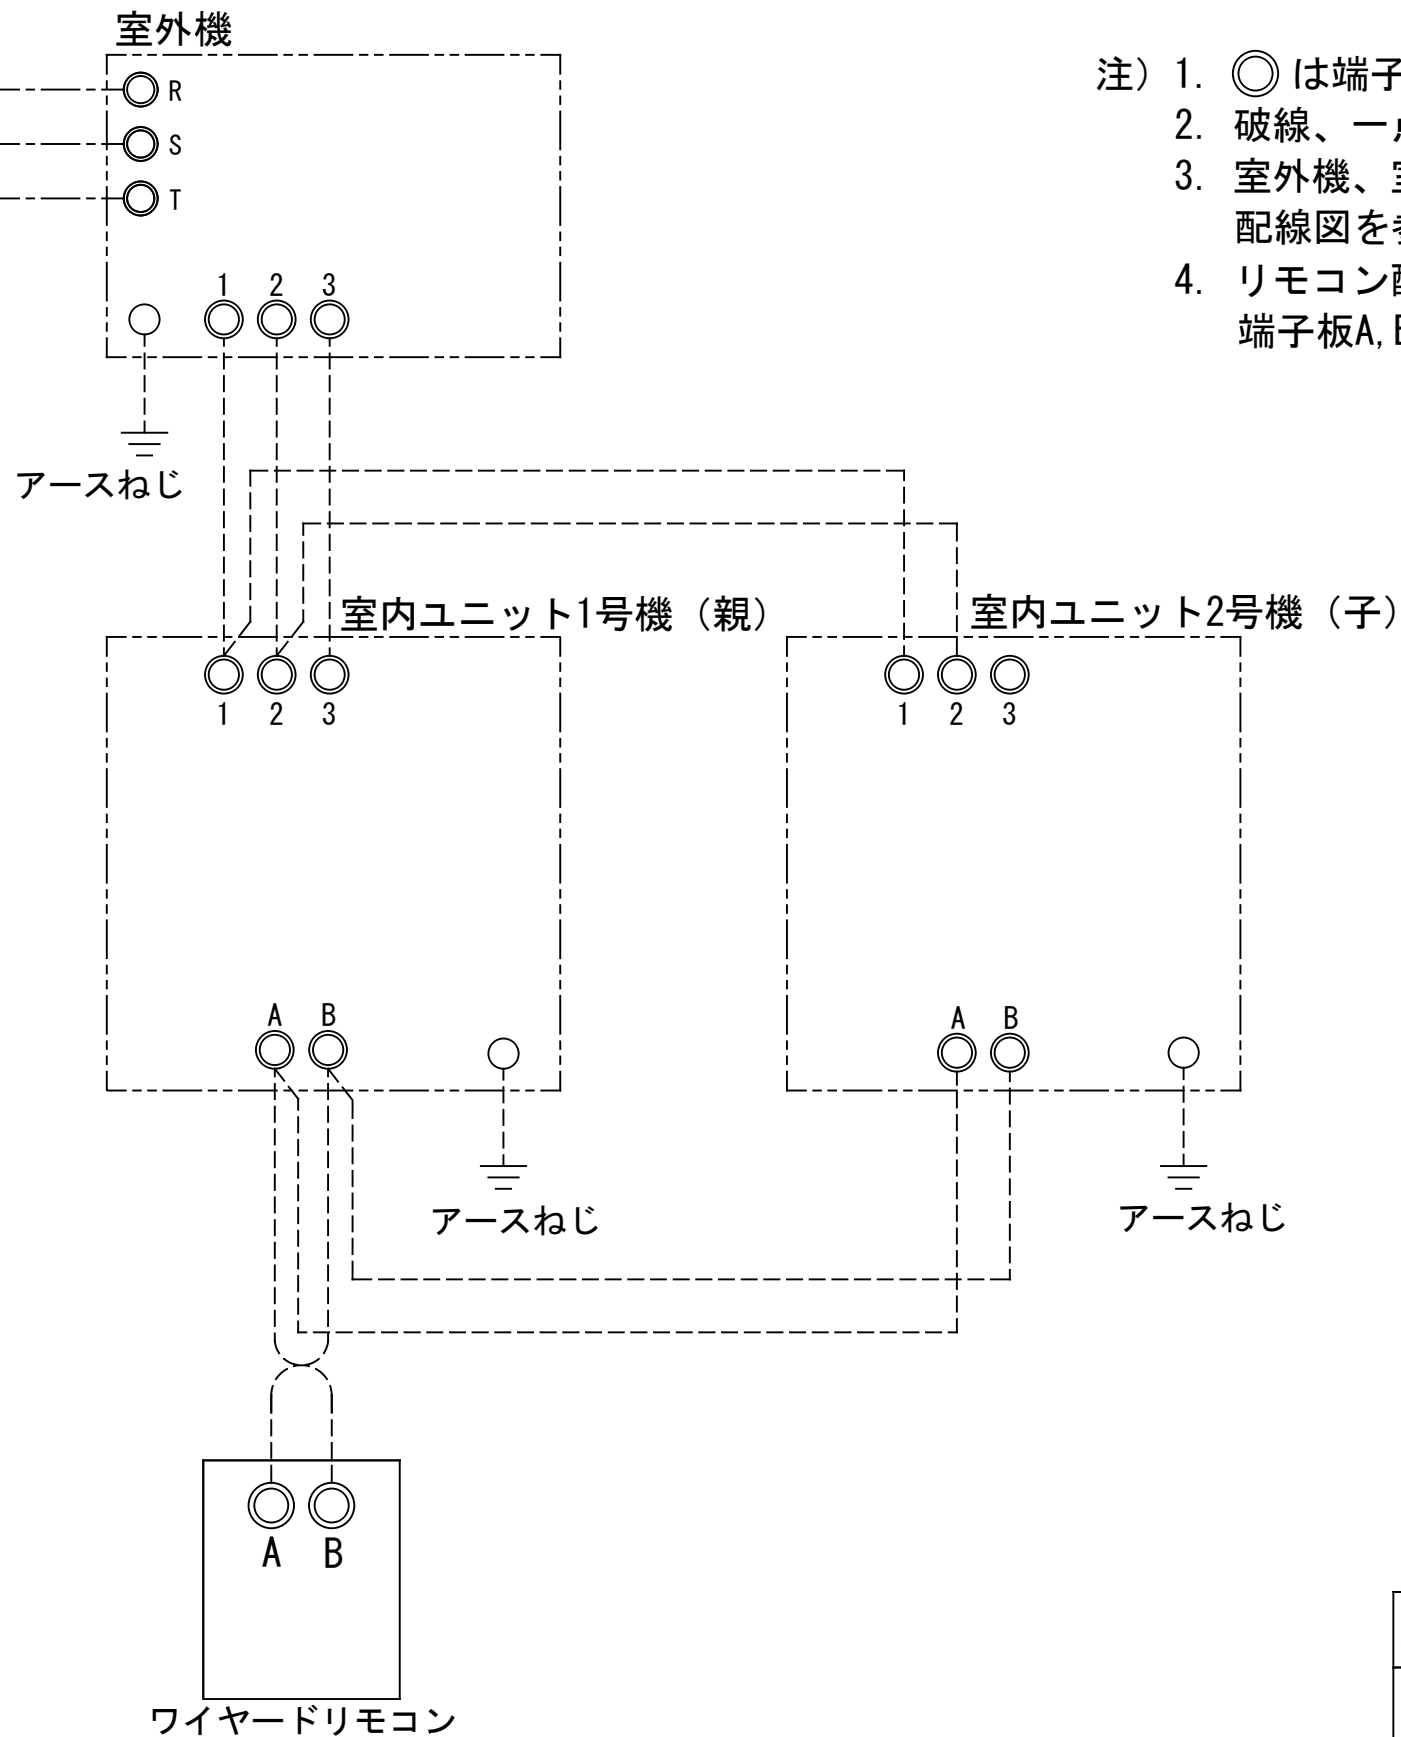 室外機
R
S
T
1 2 3
アースねじ
注) 1. ◎ は端子
2. 破線、一
3. 室外機、
配線図を
4. リモコン
端子板A,
室内ユニット1号機（親）
1 2 3
A B
アースねじ
室内ユニット2号機（子）
1 2 3
A B
アースねじ
A B
ワイヤードリモコン